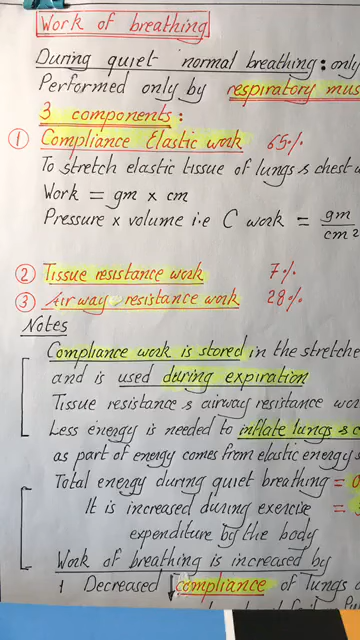 Work of breathing
During quiet normal breathing: only
Performed only by respiratory mus
3 components:
① Compliance Elastic work 65%
To stretch elastic tissue of lungs & chest
Work = gm x cm
Pressure x volume i.e C work = gm
cm2
② Tissue resistance work 7%
③ Airway resistance work 28%
Notes
Compliance work is stored in the stretche
and is used during expiration
Tissue resistance & airway resistance wor
Less energy is needed to inflate lungs & c
as part of energy comes from elastic energy s
Total energy during quiet breathing = 0
It is increased during exercise =
expenditure by the body
Work of breathing is increased by
1 Decreased ↓ compliance of lungs